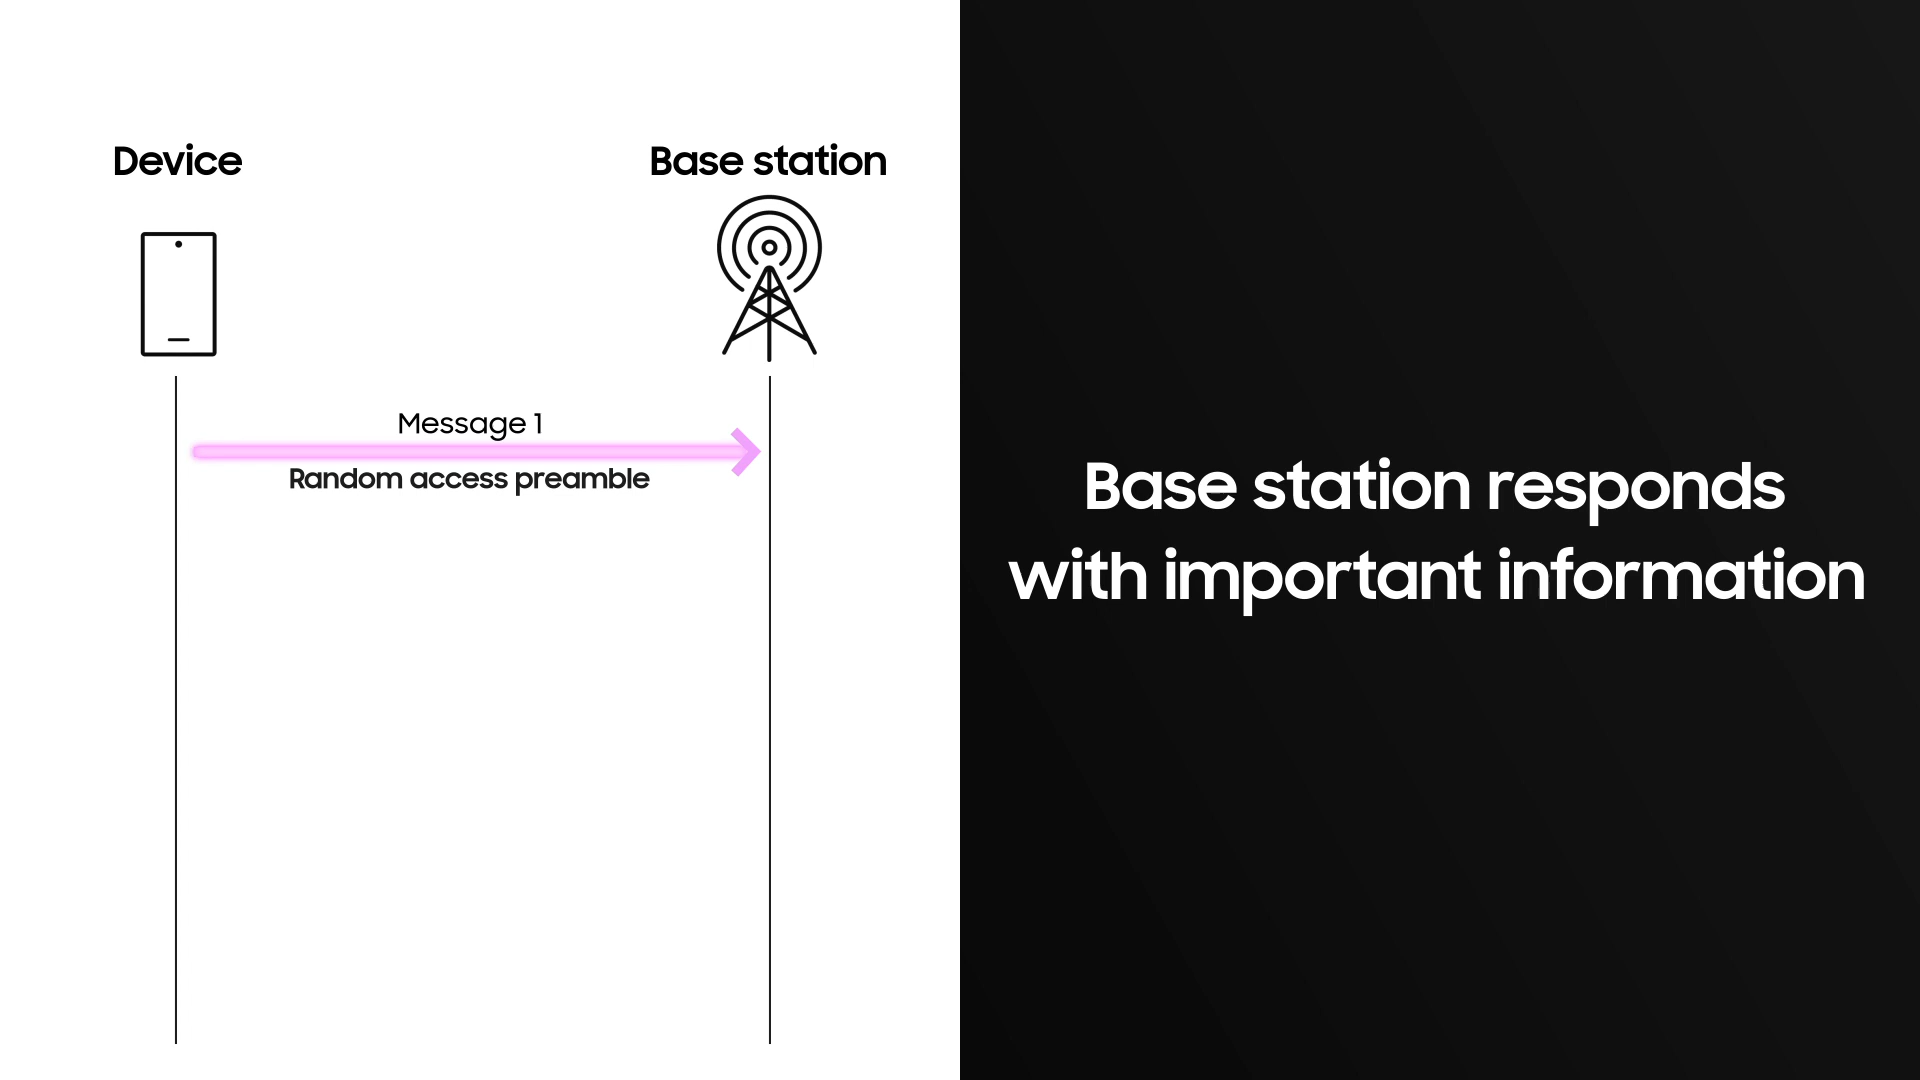 Device
Base station
Message 1
Random access preamble
Base station responds
with important information